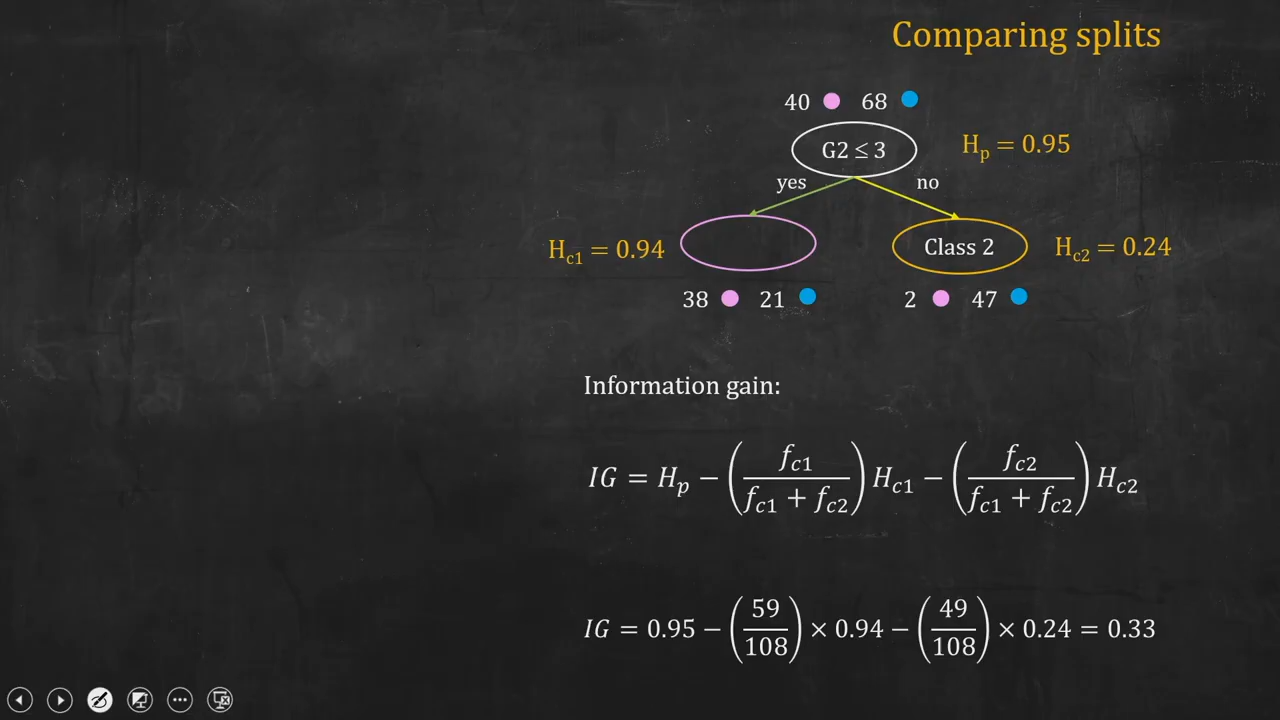 Comparing splits
40 68
G2 ≤ 3
H_p = 0.95
yes no
H_c1 = 0.94
Class 2
H_c2 = 0.24
38 21 2 47
Information gain:
IG = H_p − (f_c1 / (f_c1 + f_c2)) H_c1 − (f_c2 / (f_c1 + f_c2)) H_c2
IG = 0.95 − (59/108) × 0.94 − (49/108) × 0.24 = 0.33